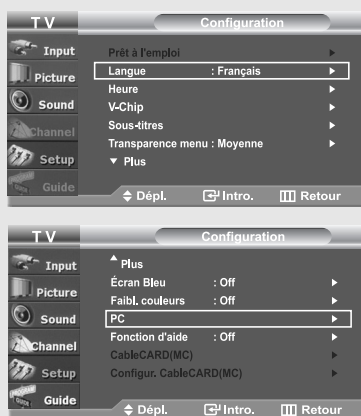 TV Configuration
Input
Picture
Sound
Channel
Setup
Guide
Prêt à l'emploi
Langue : Français
Heure
V-Chip
Sous-titres
Transparence menu : Moyenne
Plus
Dépl. Intro. Retour
TV Configuration
Input
Picture
Sound
Channel
Setup
Guide
Plus
Écran Bleu : Off
Faibl. couleurs : Off
PC
Fonction d'aide : Off
CableCARD(MC)
Configur. CableCARD(MC)
Dépl. Intro. Retour